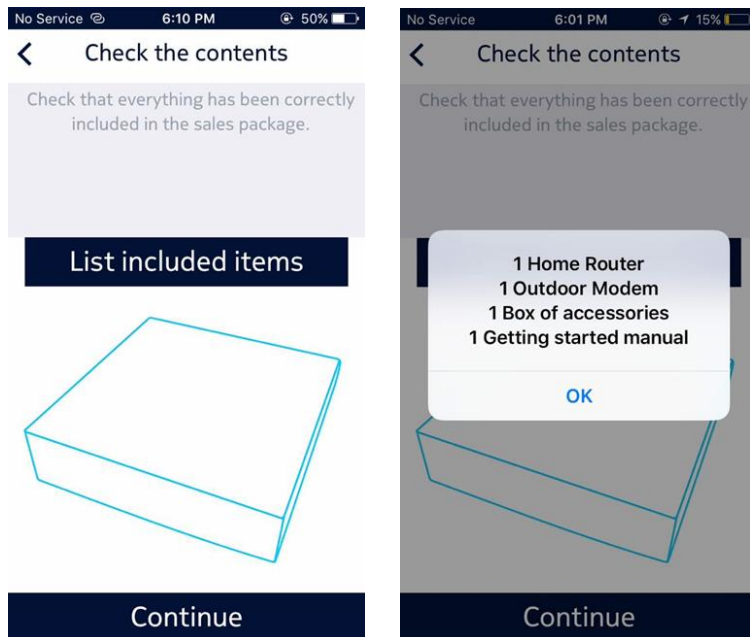 No Service 6:10 PM 50%
Check the contents
Check that everything has been correctly
included in the sales package.
List included items
Continue
No Service 6:01 PM 15%
Check the contents
Check that everything has been correctly
included in the sales package.
1 Home Router
1 Outdoor Modem
1 Box of accessories
1 Getting started manual
OK
Continue